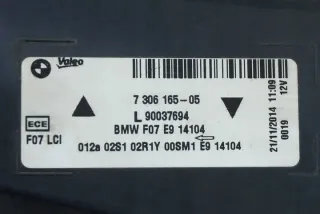 Valeo
7 306 165-05
L 90037694
BMW F07 E9 14104
012a 02S1 02R1Y 00SM1 E9 14104
ECE
F07 LCI
21/11/2014 11:09
0019 12V